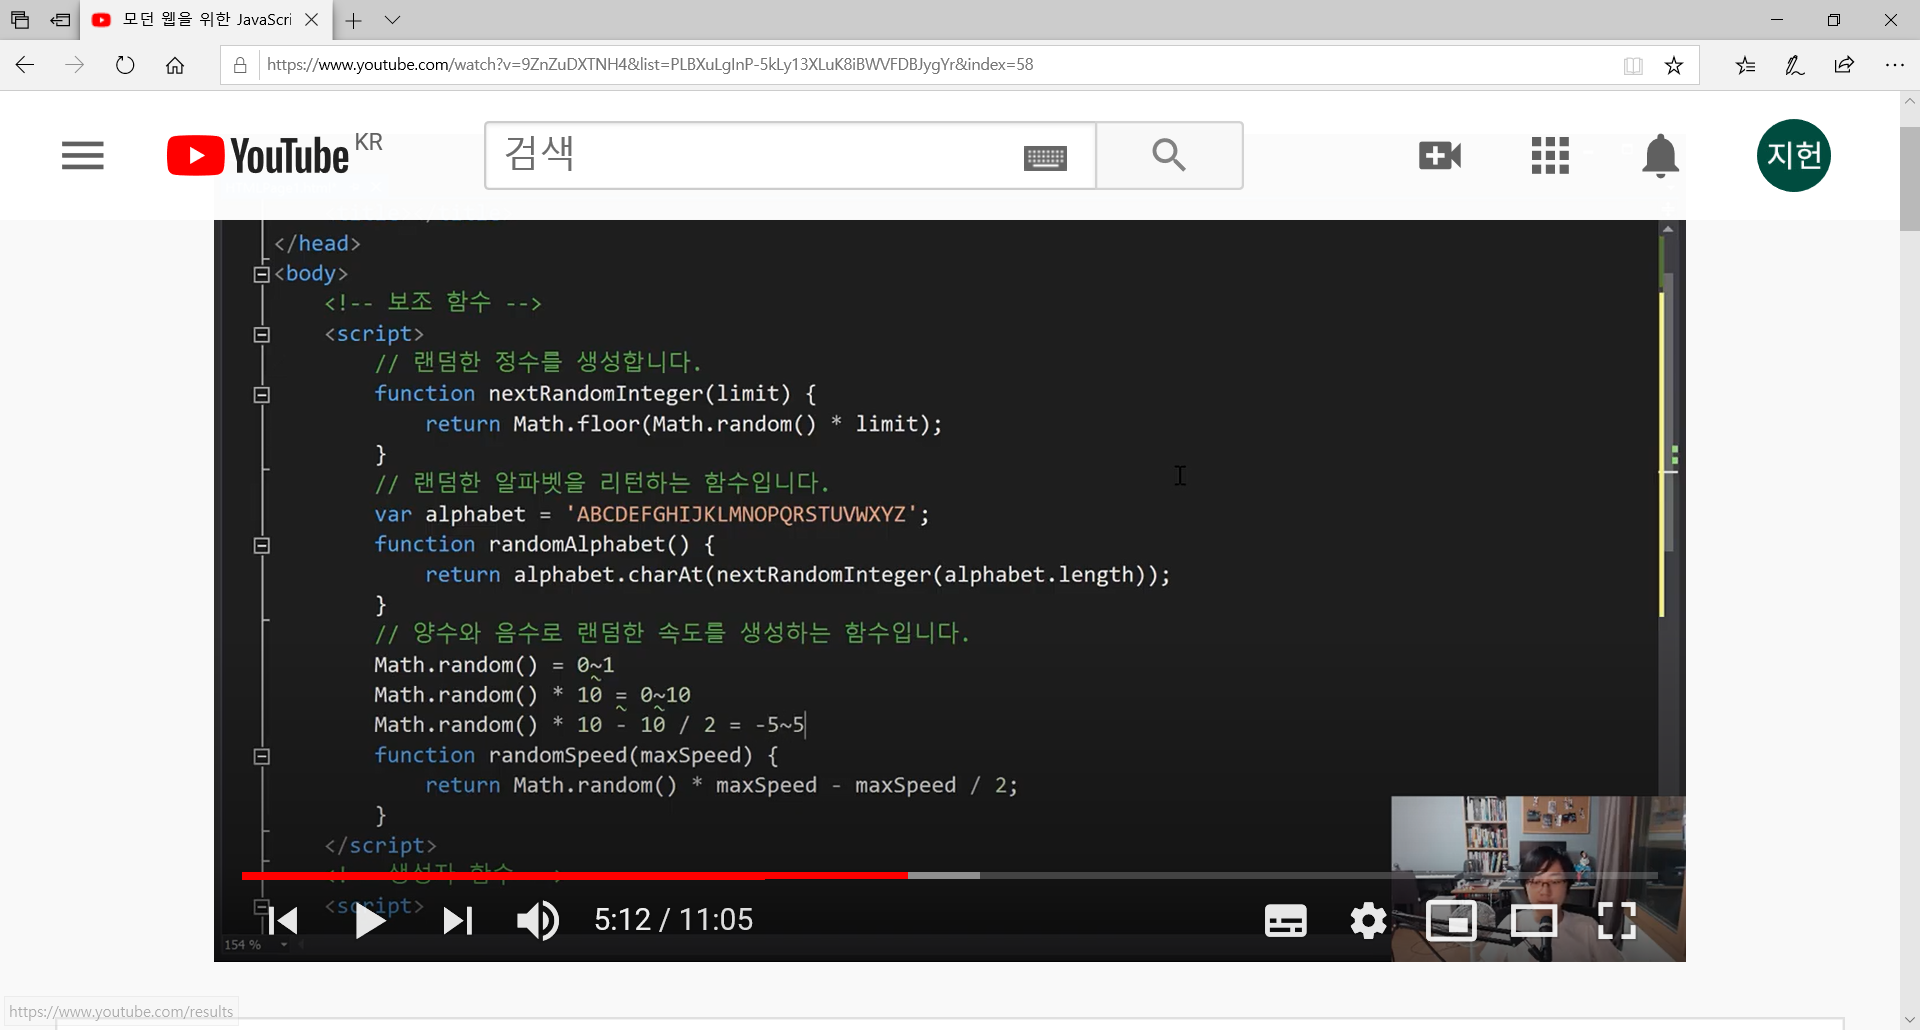 모던 웹을 위한 JavaScri
https://www.youtube.com/watch?v=9ZnZuDXTNH4&list=PLBXuLgInP-5kLy13XLuK8iBWVFDBJygYr&index=58
YouTube KR
검색
지헌
</head>
<body>
<!-- 보조 함수 -->
<script>
// 랜덤한 정수를 생성합니다.
function nextRandomInteger(limit) {
return Math.floor(Math.random() * limit);
}
// 랜덤한 알파벳을 리턴하는 함수입니다.
var alphabet = 'ABCDEFGHIJKLMNOPQRSTUVWXYZ';
function randomAlphabet() {
return alphabet.charAt(nextRandomInteger(alphabet.length));
}
// 양수와 음수로 랜덤한 속도를 생성하는 함수입니다.
Math.random() = 0~1
Math.random() * 10 = 0~10
Math.random() * 10 - 10 / 2 = -5~5
function randomSpeed(maxSpeed) {
return Math.random() * maxSpeed - maxSpeed / 2;
}
</script>
<!-- 생성자 함수 -->
<script>
5:12 / 11:05
154 %
https://www.youtube.com/results